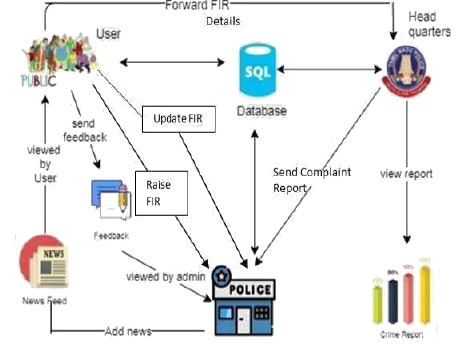 Forward FIR
Details
User
Head
quarters
PUBLIC
SQL
Database
Update FIR
send
feedback
Raise
FIR
Send Complaint
Report
view report
viewed
by
User
Feedback
viewed by admin
NEWS
News Feed
POLICE
Add news
Crime Report